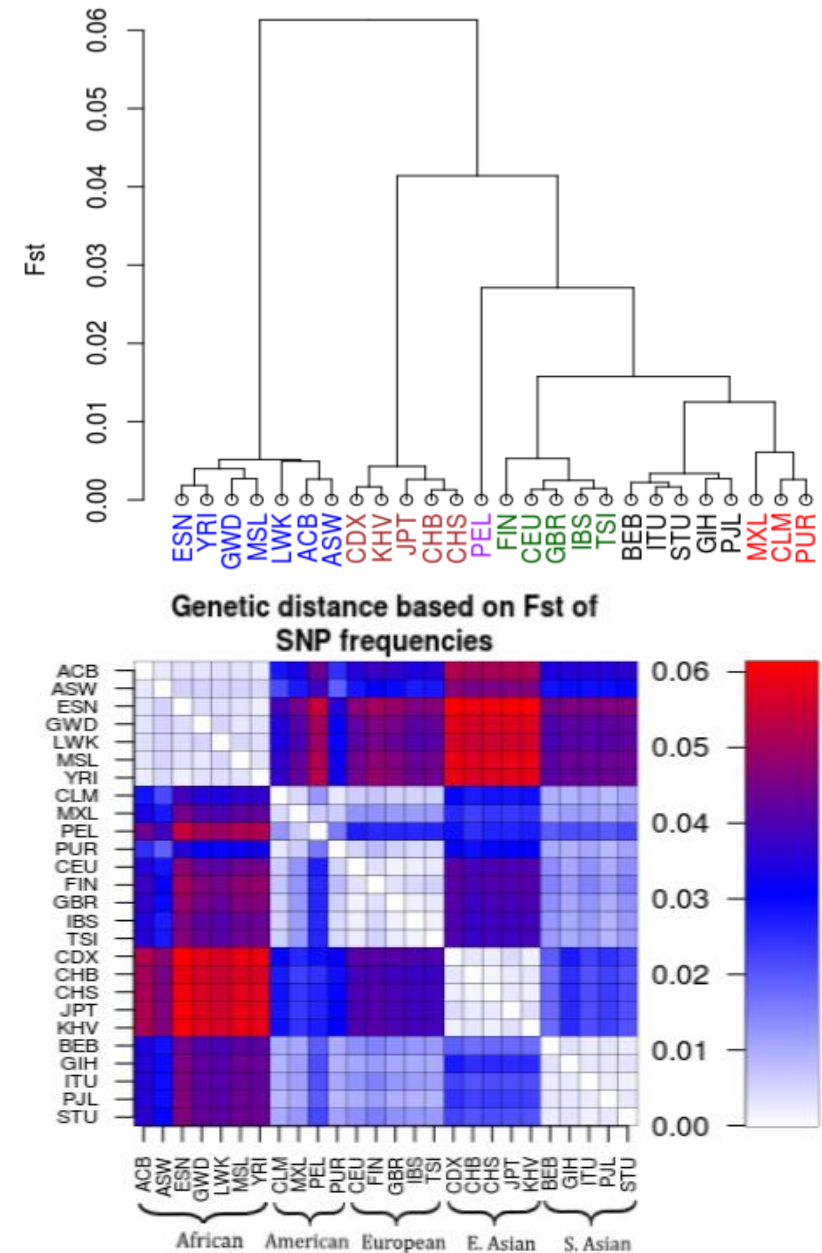 0.06
0.05
0.04
0.03
0.02
0.01
0.00
Fst
ESN YRI GWD MSL LWK ACB ASW CDX KHV JPT CHB CHS PEL FIN CEU GBR IBS TSI BEB ITU STU GIH PJL MXL CLM PUR
Genetic distance based on Fst of
SNP frequencies
ACB
ASW
ESN
GWD
LWK
MSL
YRI
CLM
MXL
PEL
PUR
CEU
FIN
GBR
IBS
TSI
CDX
CHB
CHS
JPT
KHV
BEB
GIH
ITU
PJL
STU
0.06
0.05
0.04
0.03
0.02
0.01
0.00
ACB ASW ESN GWD LWK MSL YRI CLM MXL PEL PUR CEU FIN GBR IBS TSI CDX CHB CHS JPT KHV BEB GIH ITU PJL STU
African American European E. Asian S. Asian